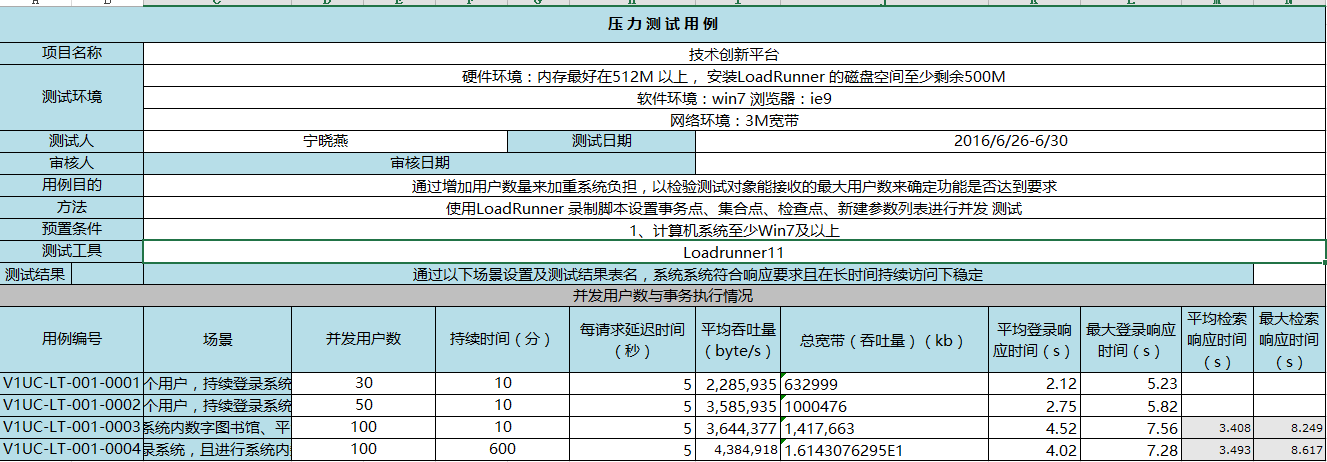 A B C D E F G H I J K L M N
压力测试用例
项目名称 技术创新平台
测试环境 硬件环境：内存最好在512M 以上， 安装LoadRunner 的磁盘空间至少剩余500M
软件环境：win7 浏览器：ie9
网络环境：3M宽带
测试人 宁晓燕 测试日期 2016/6/26-6/30
审核人 审核日期
用例目的 通过增加用户数量来加重系统负担，以检验测试对象能接收的最大用户数来确定功能是否达到要求
方法 使用LoadRunner 录制脚本设置事务点、集合点、检查点、新建参数列表进行并发 测试
预置条件 1、计算机系统至少Win7及以上
测试工具 Loadrunner11
测试结果 通过以下场景设置及测试结果表名，系统系统符合响应要求且在长时间持续访问下稳定
并发用户数与事务执行情况
用例编号 场景 并发用户数 持续时间（分） 每请求延迟时间（秒） 平均吞吐量（byte/s） 总宽带（吞吐量）（kb） 平均登录响应时间（s） 最大登录响应时间（s） 平均检索响应时间（s） 最大检索响应时间（s）
V1UC-LT-001-0001 个用户，持续登录系统 30 10 5 2,285,935 632999 2.12 5.23
V1UC-LT-001-0002 个用户，持续登录系统 50 10 5 3,585,935 1000476 2.75 5.82
V1UC-LT-001-0003 系统内数字图书馆、平 100 10 5 3,644,377 1,417,663 4.52 7.56 3.408 8.249
V1UC-LT-001-0004 录系统，且进行系统内 100 600 5 4,384,918 1.6143076295E1 4.02 7.28 3.493 8.617